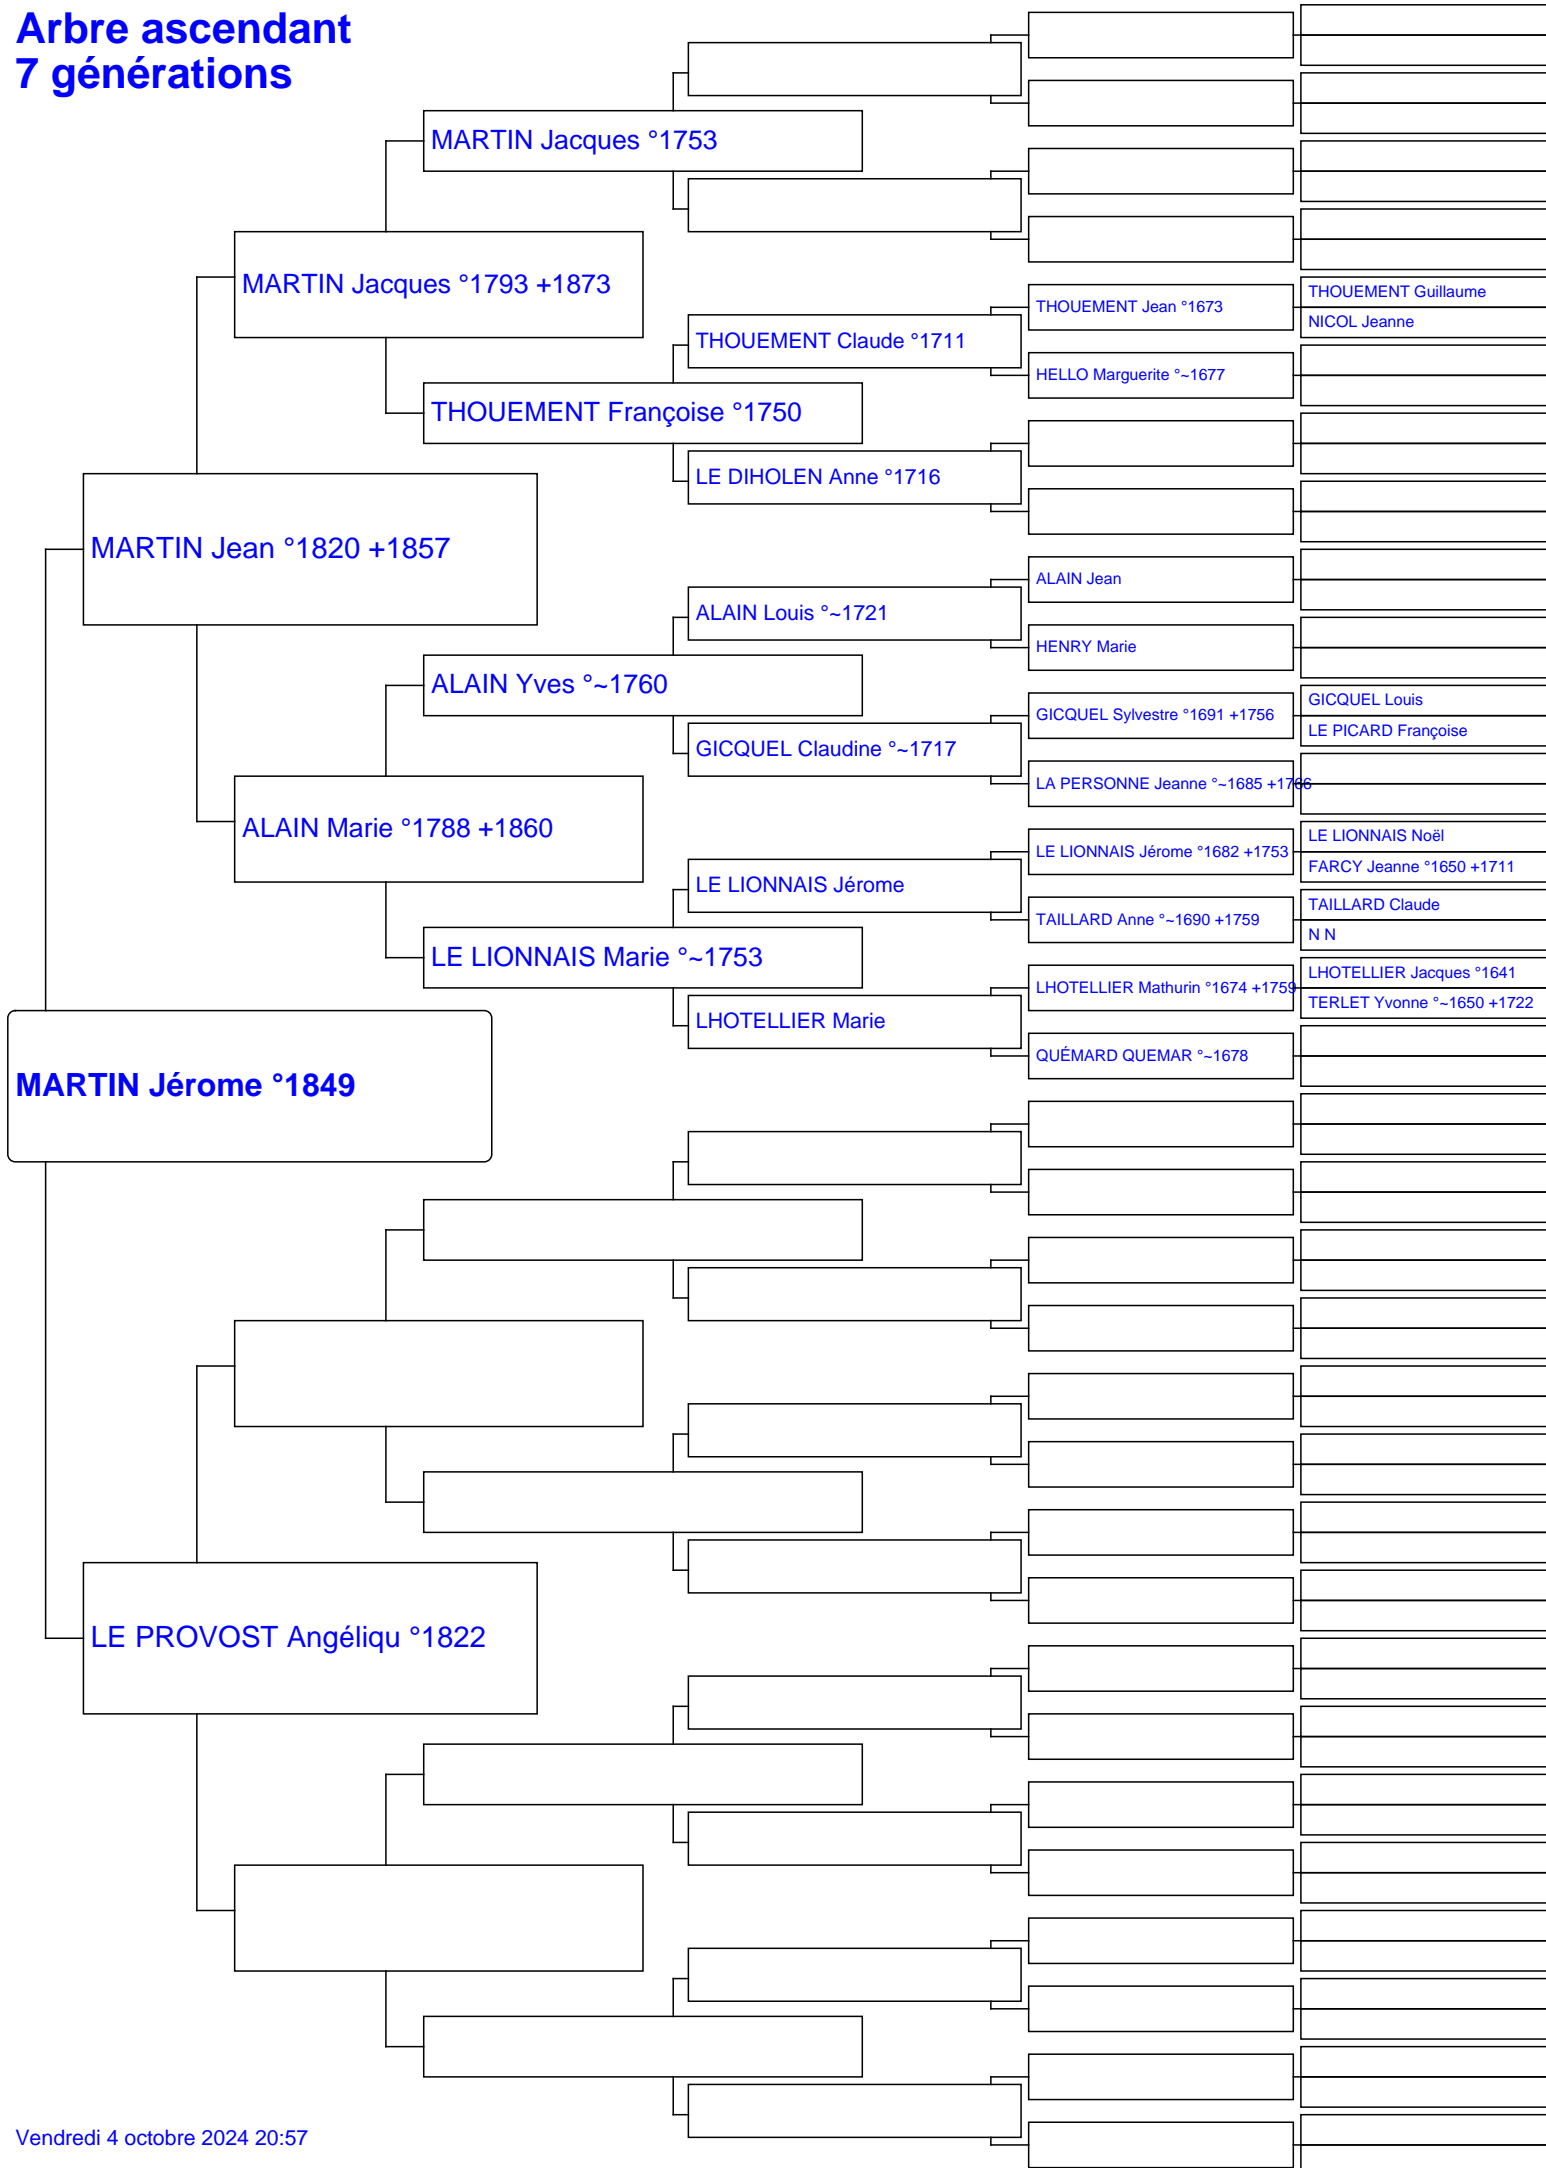 Arbre ascendant
7 générations
MARTIN Jacques °1753
MARTIN Jacques °1793 +1873
THOUEMENT Jean °1673
THOUEMENT Guillaume
NICOL Jeanne
THOUEMENT Claude °1711
HELLO Marguerite °~1677
THOUEMENT Françoise °1750
LE DIHOLEN Anne °1716
MARTIN Jean °1820 +1857
ALAIN Jean
ALAIN Louis °~1721
HENRY Marie
ALAIN Yves °~1760
GICQUEL Sylvestre °1691 +1756
GICQUEL Louis
LE PICARD Françoise
GICQUEL Claudine °~1717
LA PERSONNE Jeanne °~1685 +1766
ALAIN Marie °1788 +1860
LE LIONNAIS Jérome °1682 +1753
LE LIONNAIS Noël
FARCY Jeanne °1650 +1711
LE LIONNAIS Jérome
TAILLARD Anne °~1690 +1759
TAILLARD Claude
N N
LE LIONNAIS Marie °~1753
LHOTELLIER Mathurin °1674 +1759
LHOTELLIER Jacques °1641
TERLET Yvonne °~1650 +1722
LHOTELLIER Marie
QUÉMARD QUEMAR °~1678
MARTIN Jérome °1849
LE PROVOST Angéliqu °1822
Vendredi 4 octobre 2024 20:57